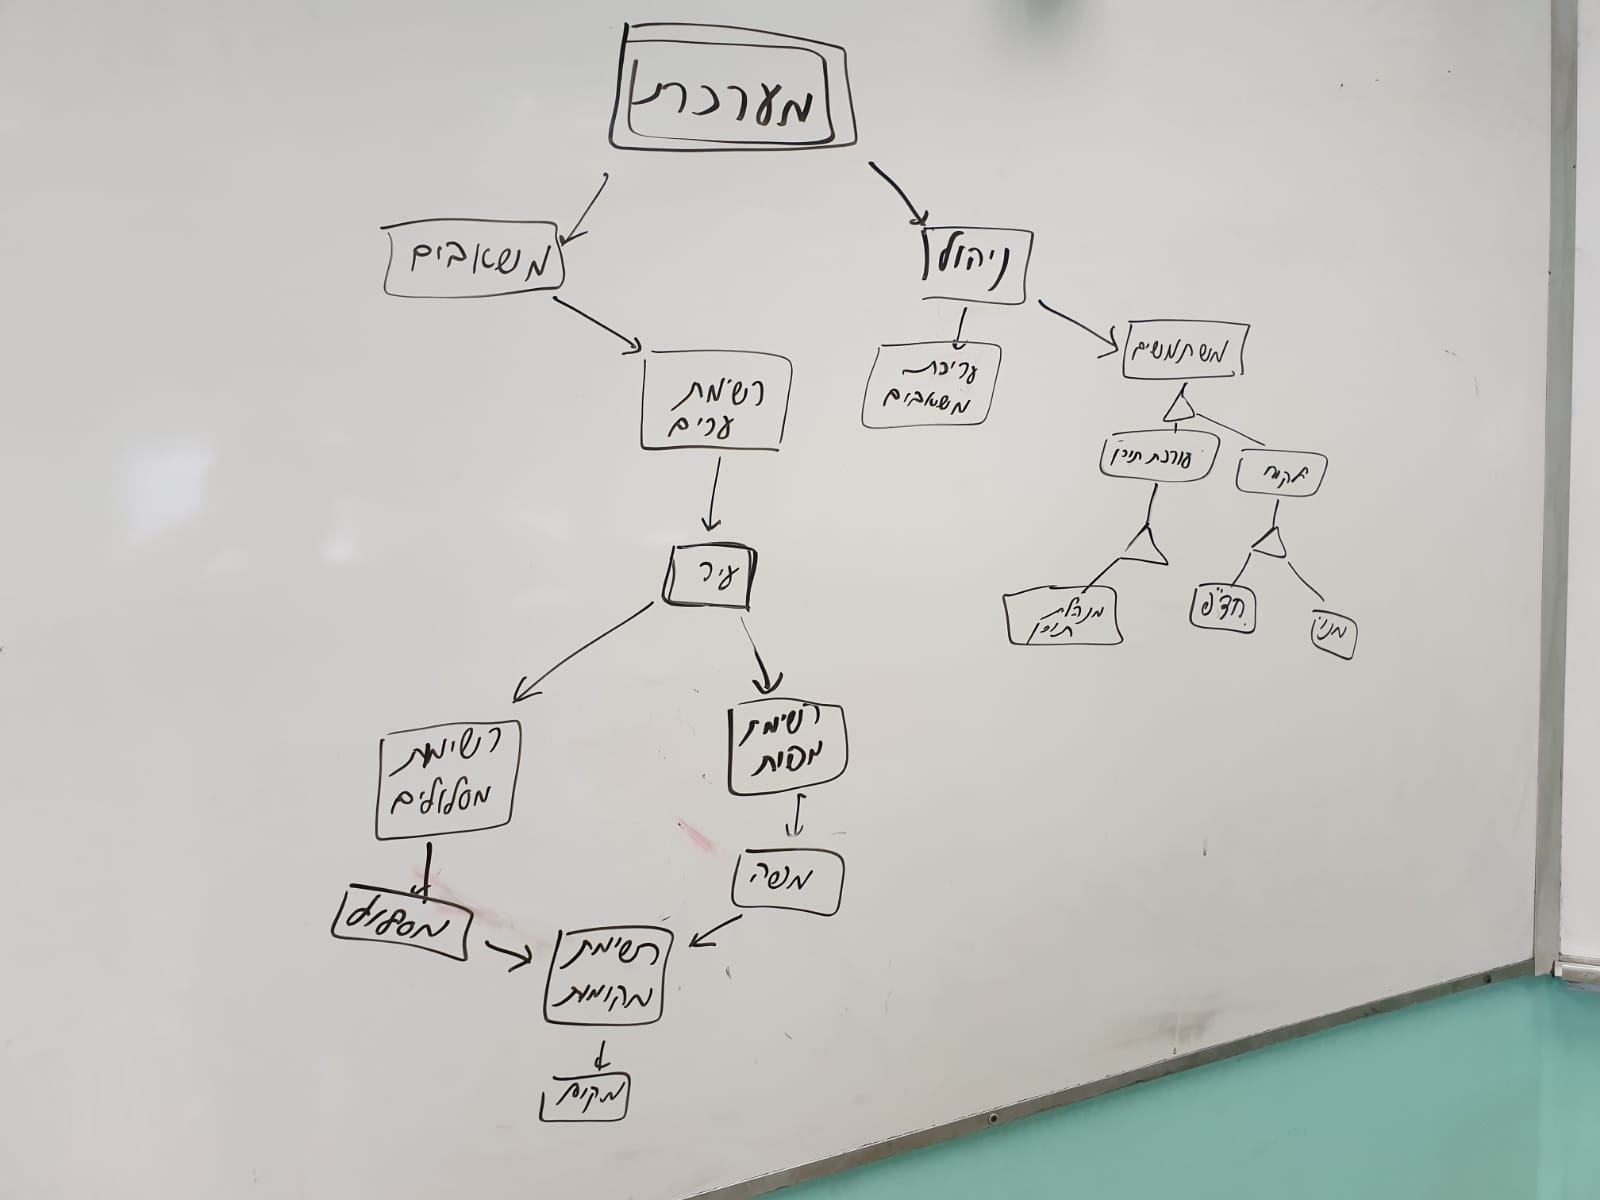 מערכת
משאבים
ניהול
רשימת
ערים
עריכת
משאבים
משתמשים
עורכת תוכן
לקוח
עיר
מנהלת
תוכן
חד"פ
מנוי
רשימת
מסלולים
רשימת
מפות
מסלול
מפה
רשימת
מקומות
מקום